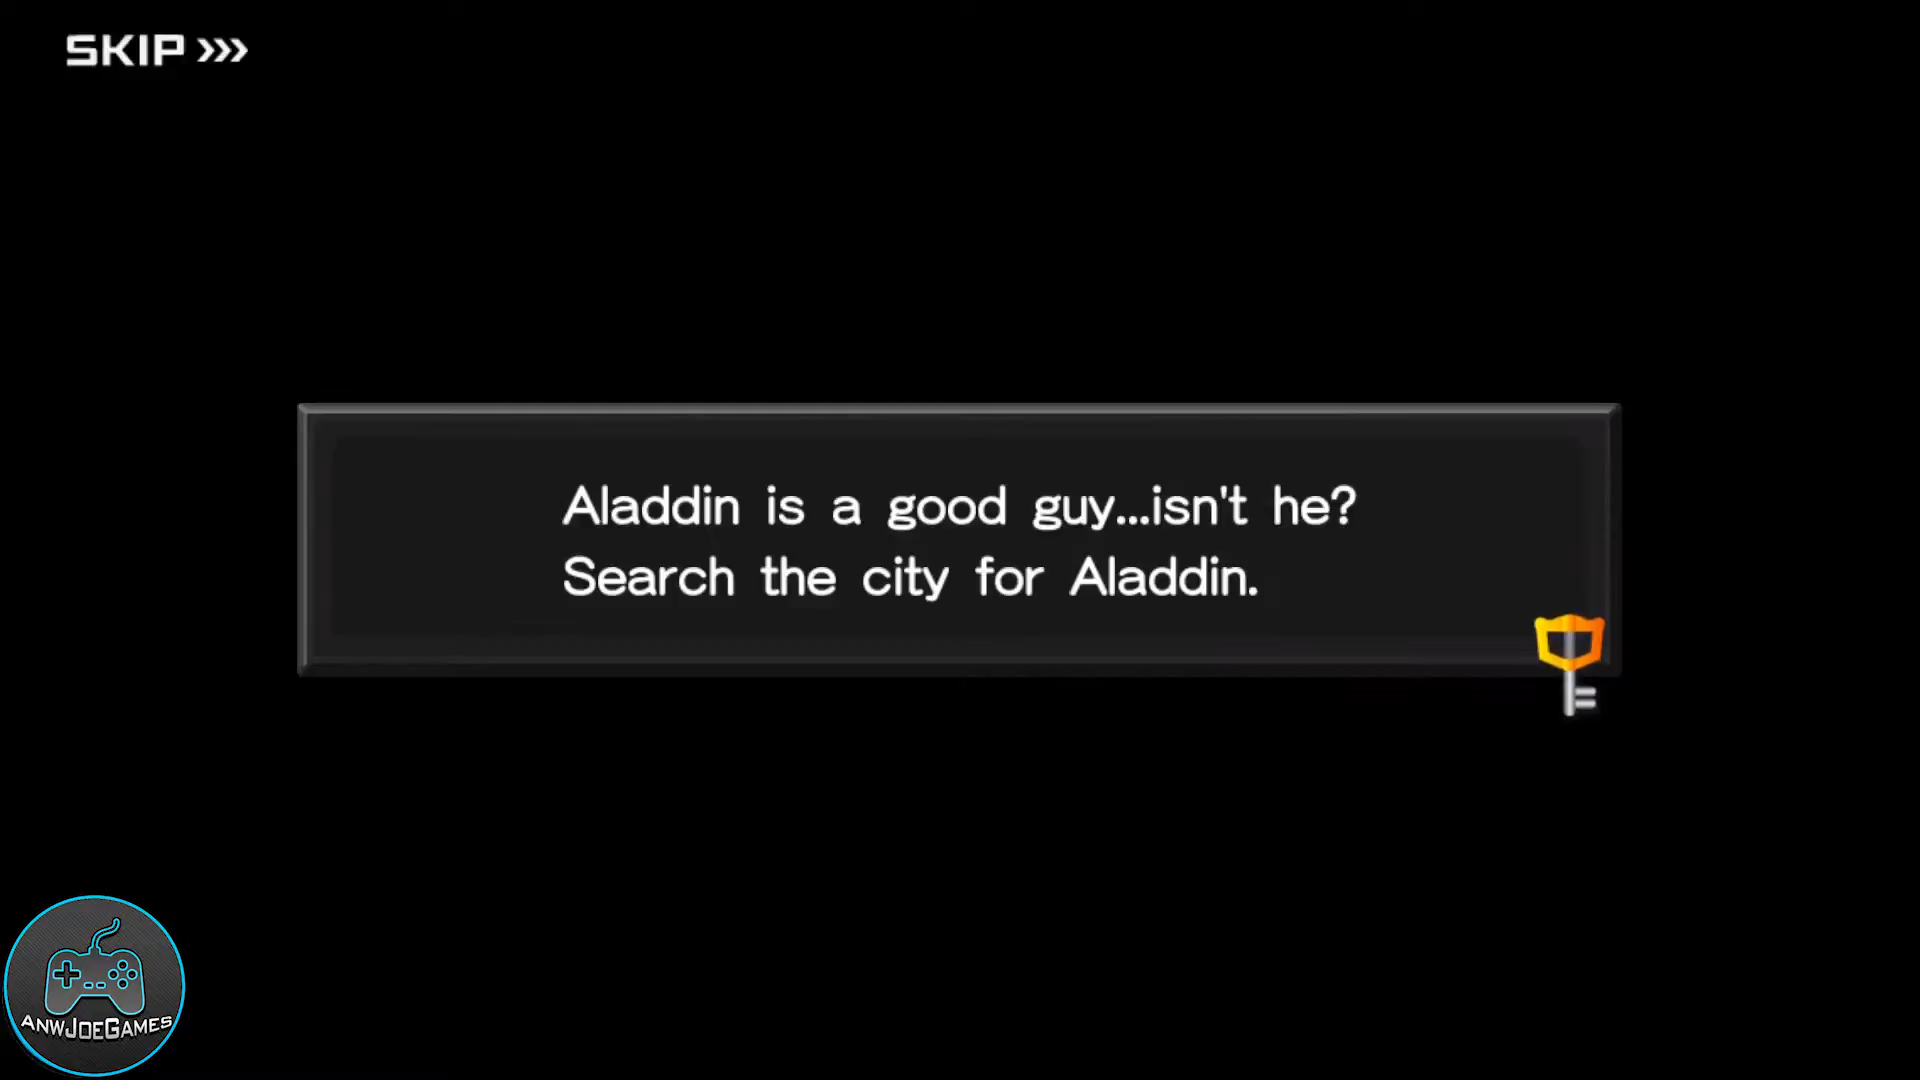 SKIP >>>
Aladdin is a good guy...isn't he?
Search the city for Aladdin.
ANWJOEGAMES